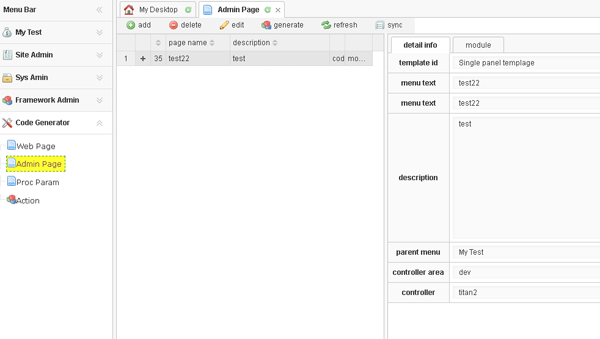 Menu Bar
My Test
Site Admin
Sys Amin
Framework Admin
Code Generator
Web Page
Admin Page
Proc Param
Action
My Desktop Admin Page
add delete edit generate refresh sync
page name description
1 35 test22 test cod mo...
detail info module
template id Single panel templage
menu text test22
menu text test22
description test
parent menu My Test
controller area dev
controller titan2